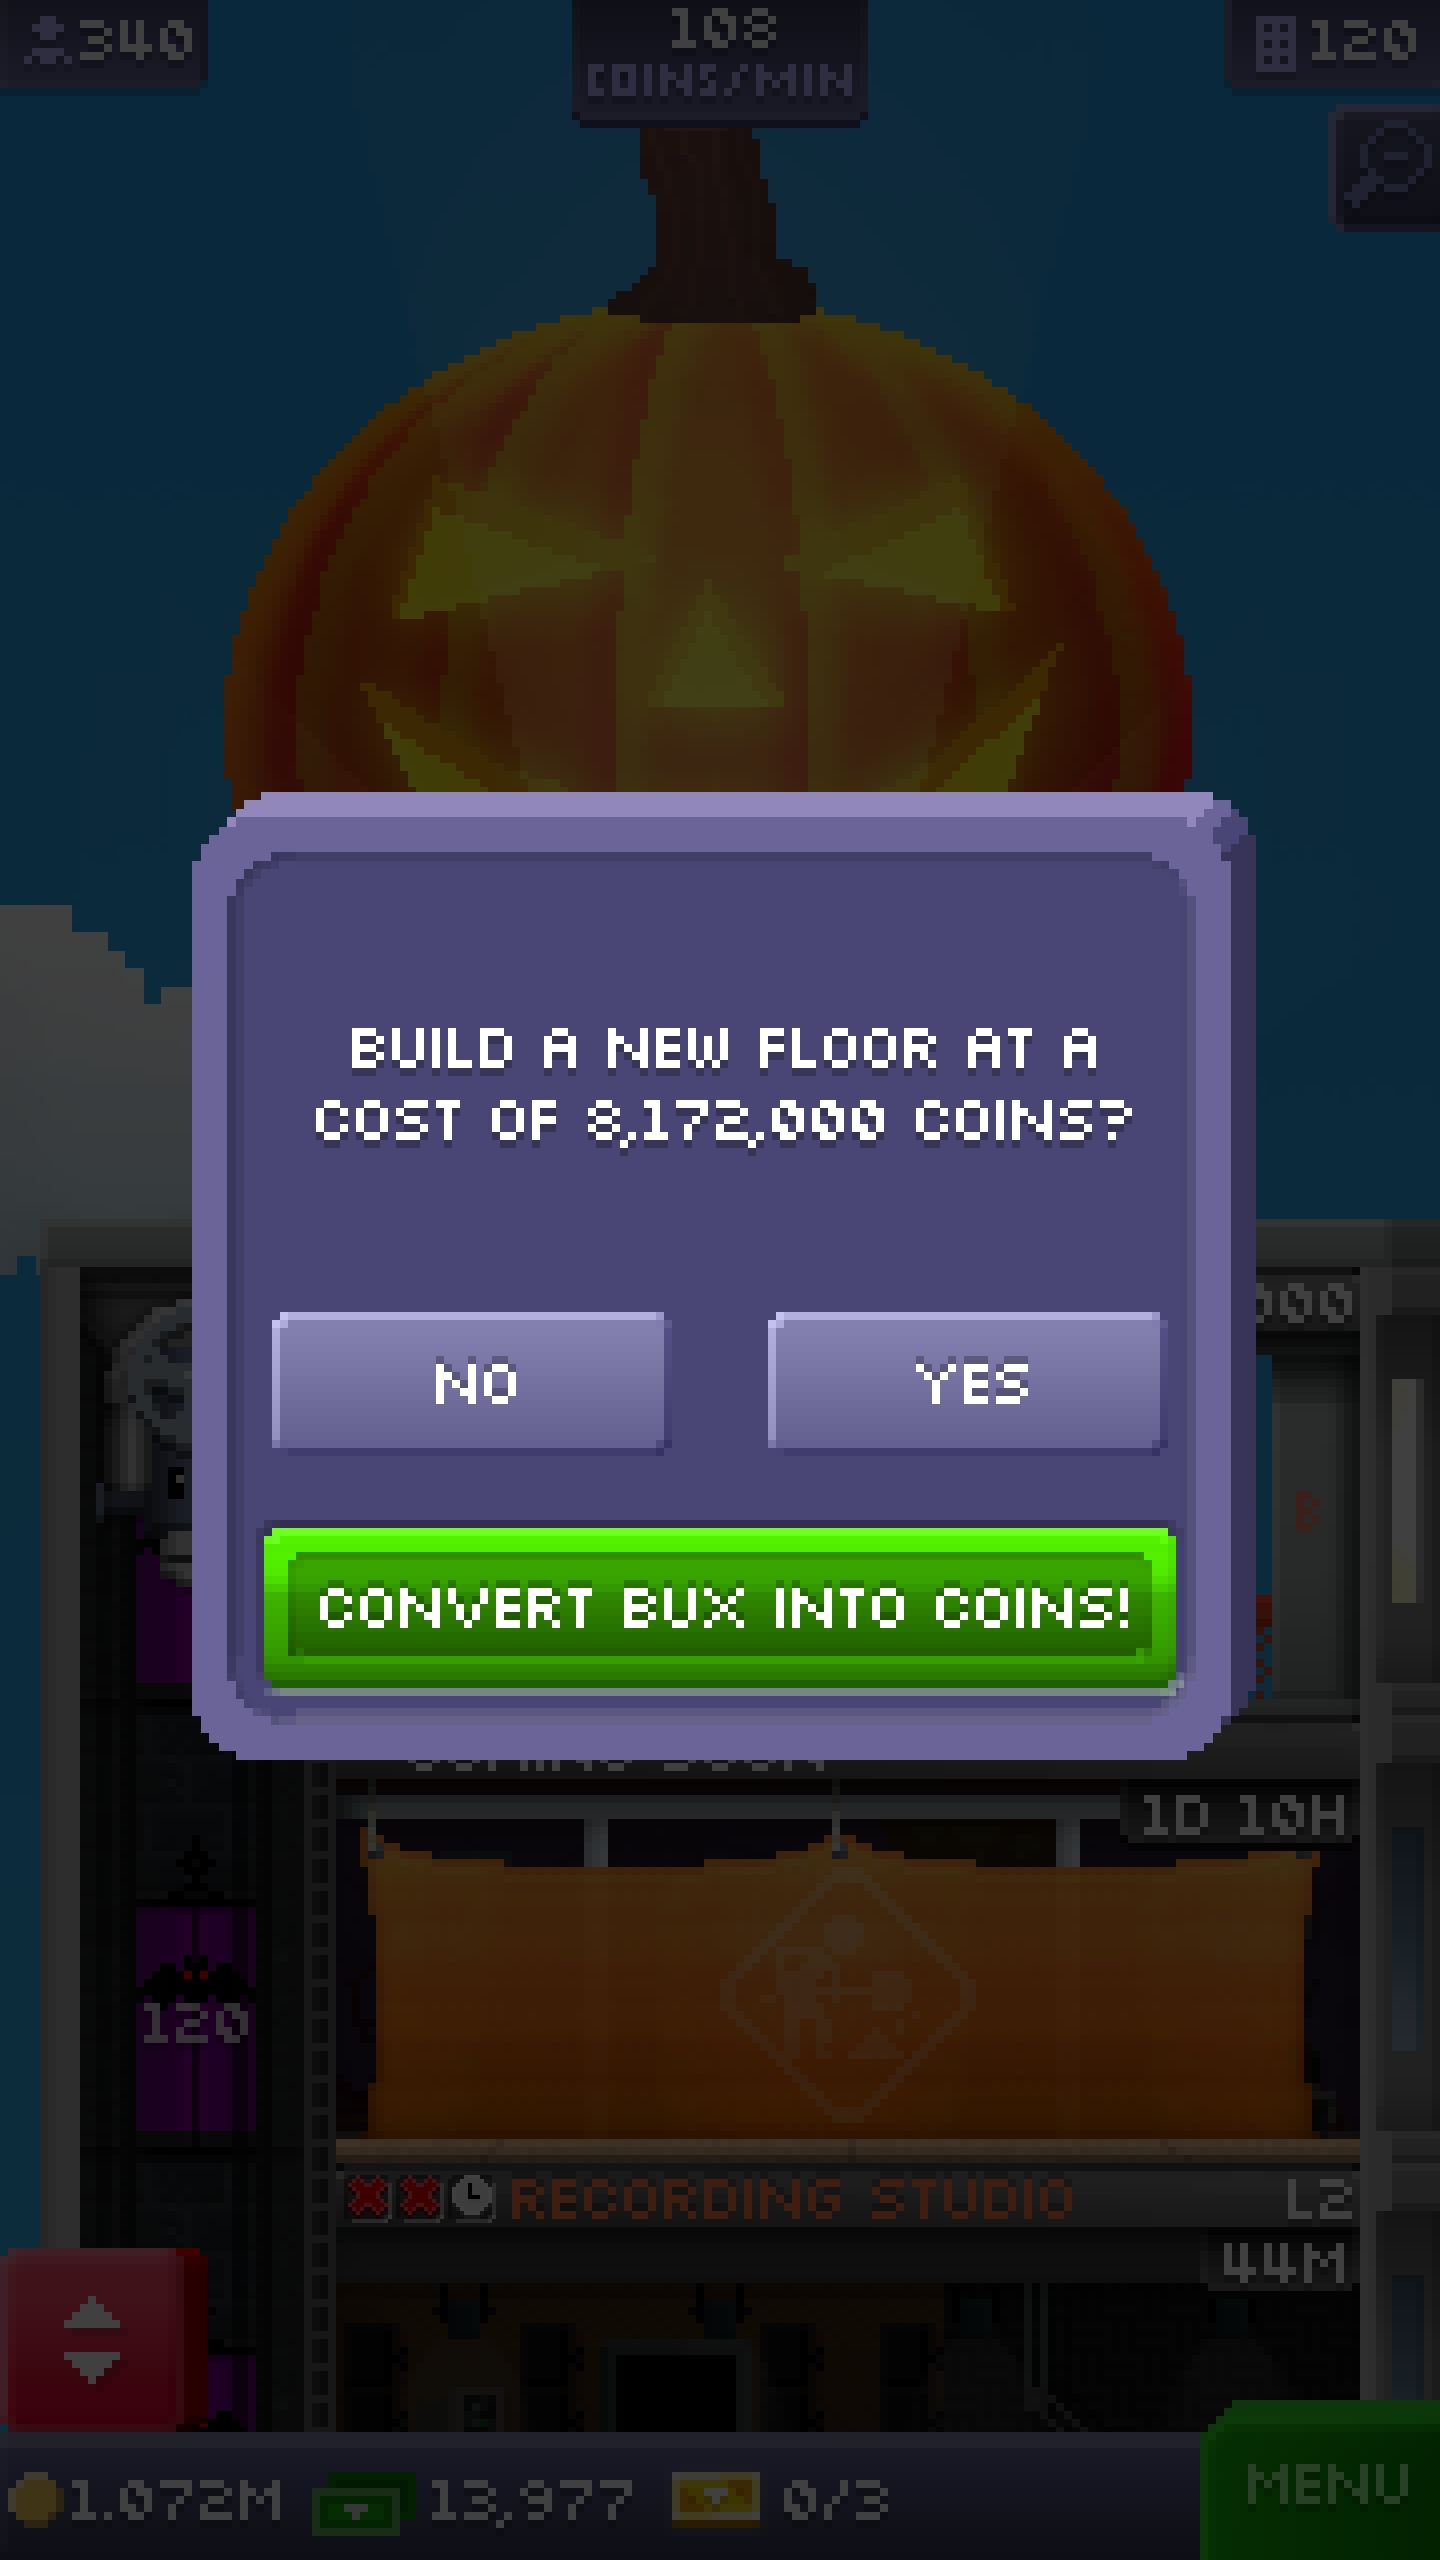 340
108
COINS/MIN
120
BUILD A NEW FLOOR AT A
COST OF 8,172,000 COINS?
NO
YES
CONVERT BUX INTO COINS!
B
1D 10H
120
RECORDING STUDIO
L2
44M
1.072M
13,977
0/3
MENU